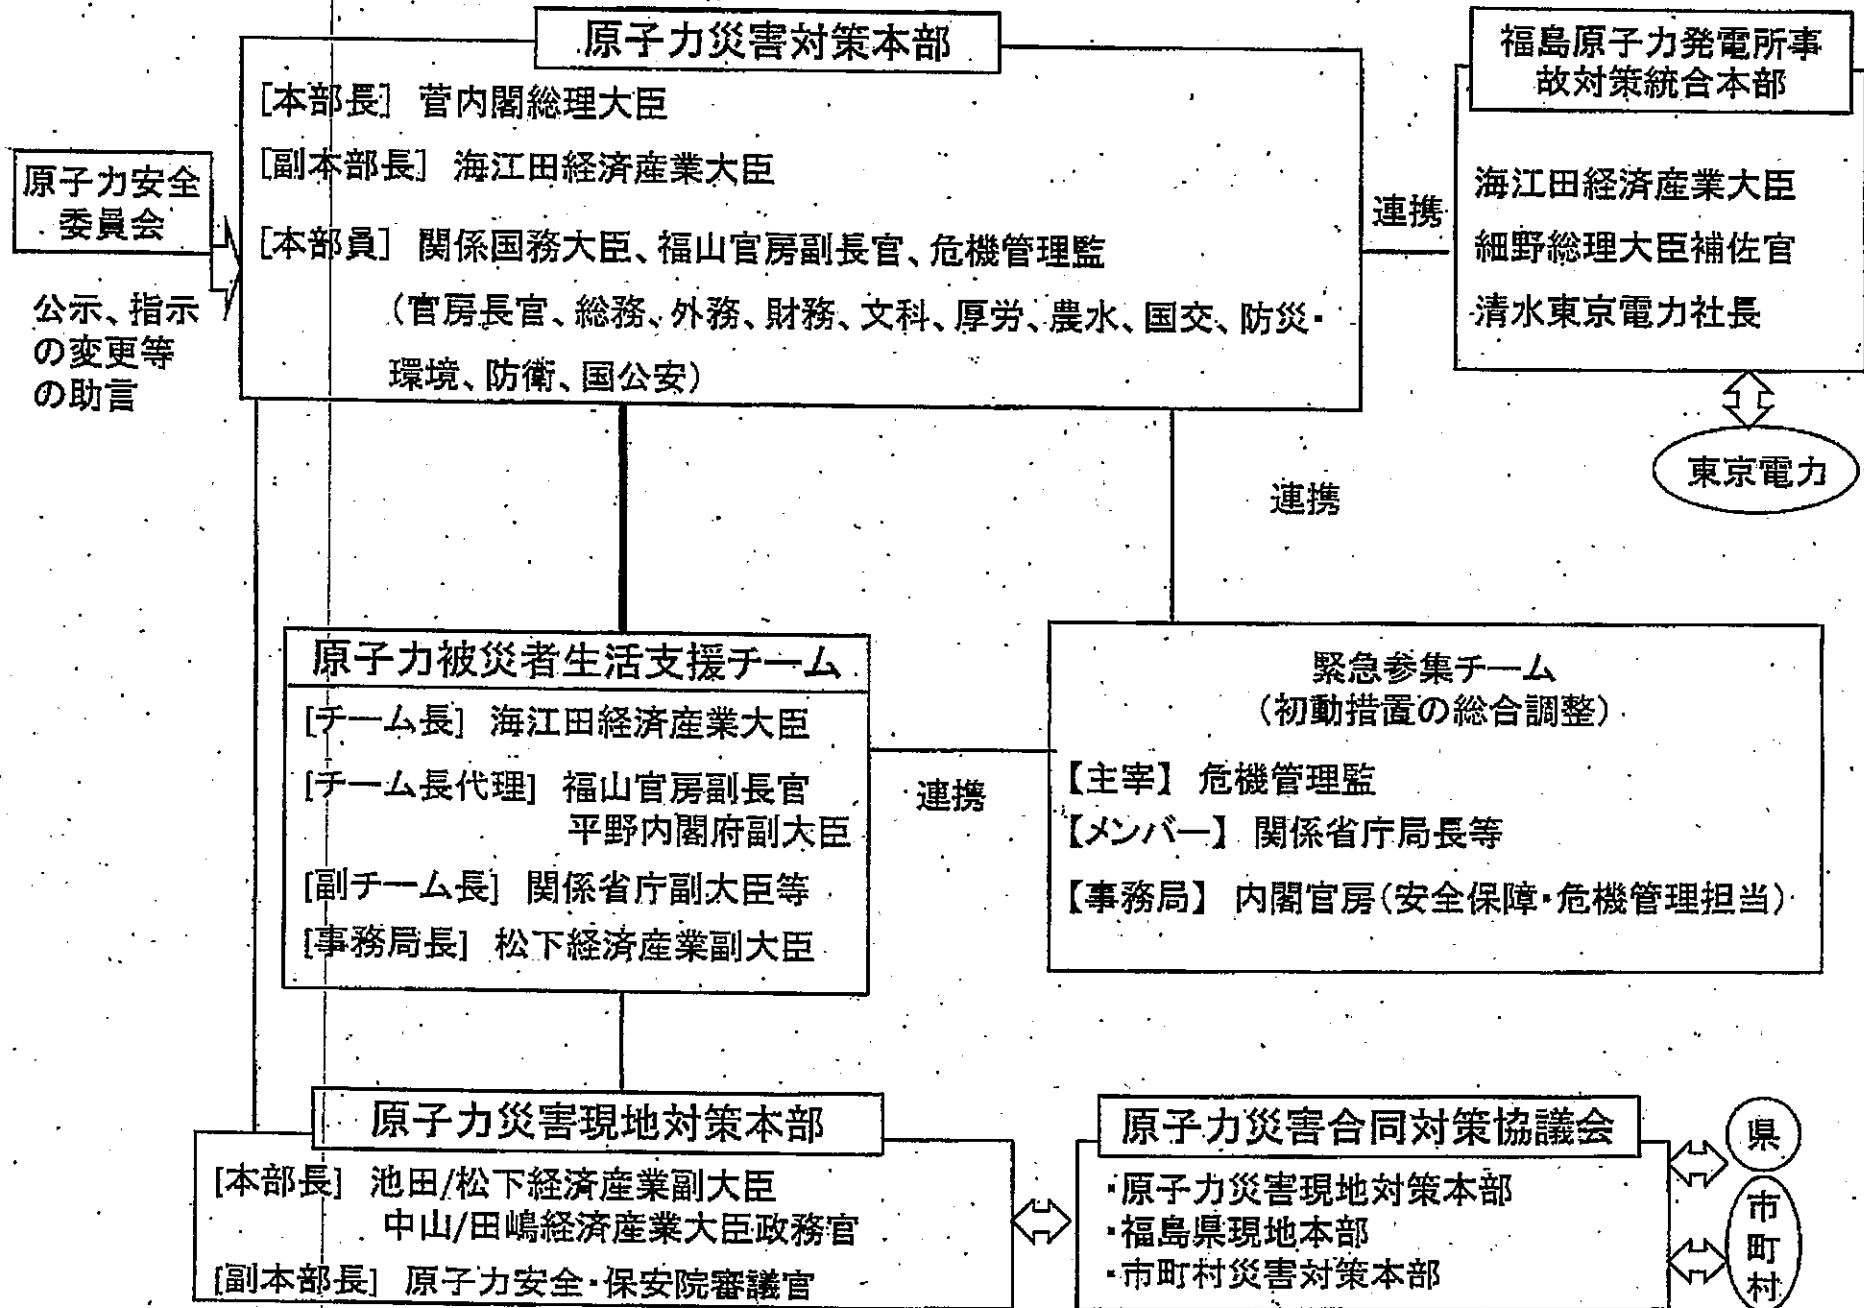 原子力災害対策本部
[本部長] 菅内閣総理大臣
[副本部長] 海江田経済産業大臣
[本部員] 関係国務大臣、福山官房副長官、危機管理監
(官房長官、総務、外務、財務、文科、厚労、農水、国交、防災・
環境、防衛、国公安)
原子力安全
委員会
公示、指示
の変更等
の助言
連携
福島原子力発電所事
故対策統合本部
海江田経済産業大臣
細野総理大臣補佐官
清水東京電力社長
東京電力
連携
原子力被災者生活支援チーム
[チーム長] 海江田経済産業大臣
[チーム長代理] 福山官房副長官
平野内閣府副大臣
[副チーム長] 関係省庁副大臣等
[事務局長] 松下経済産業副大臣
連携
緊急参集チーム
(初動措置の総合調整)
【主宰】 危機管理監
【メンバー】 関係省庁局長等
【事務局】 内閣官房(安全保障・危機管理担当)
原子力災害現地対策本部
[本部長] 池田/松下経済産業副大臣
中山/田嶋経済産業大臣政務官
[副本部長] 原子力安全・保安院審議官
原子力災害合同対策協議会
・原子力災害現地対策本部
・福島県現地本部
・市町村災害対策本部
県
市
町
村